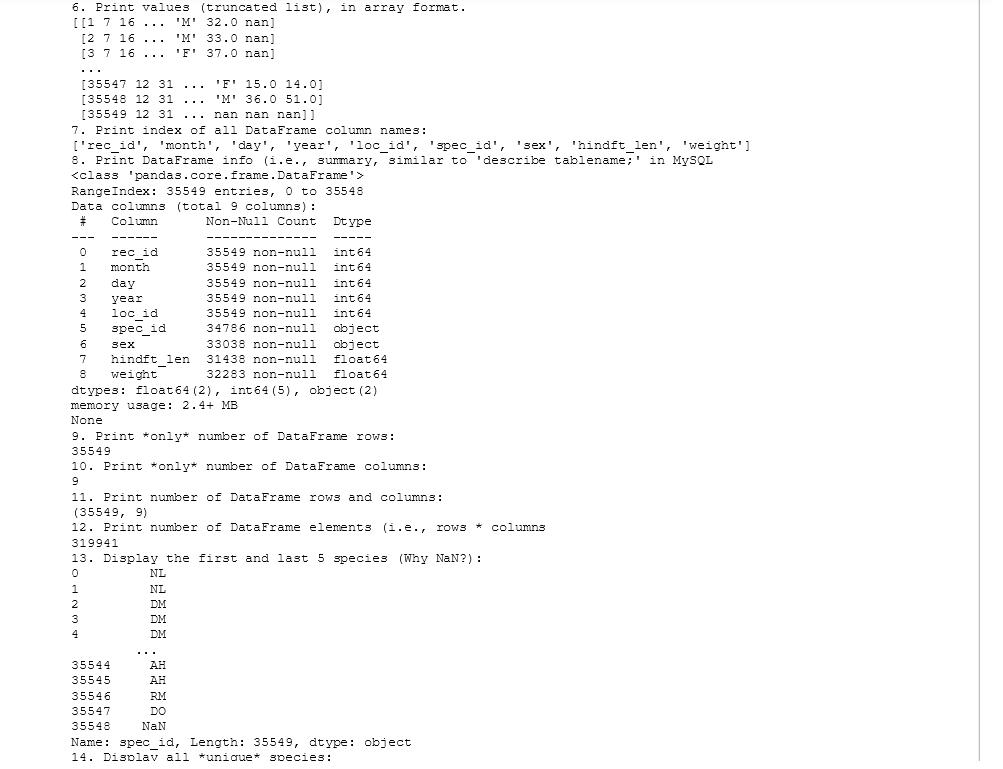 6. Print values (truncated list), in array format.
[[1 7 16 ... 'M' 32.0 nan]
 [2 7 16 ... 'M' 33.0 nan]
 [3 7 16 ... 'F' 37.0 nan]
 ...
 [35547 12 31 ... 'F' 15.0 14.0]
 [35548 12 31 ... 'M' 36.0 51.0]
 [35549 12 31 ... nan nan nan]]
7. Print index of all DataFrame column names:
['rec_id', 'month', 'day', 'year', 'loc_id', 'spec_id', 'sex', 'hindft_len', 'weight']
8. Print DataFrame info (i.e., summary, similar to 'describe tablename;' in MySQL
<class 'pandas.core.frame.DataFrame'>
RangeIndex: 35549 entries, 0 to 35548
Data columns (total 9 columns):
 #   Column      Non-Null Count  Dtype
---  ------      --------------  -----
 0   rec_id      35549 non-null  int64
 1   month       35549 non-null  int64
 2   day         35549 non-null  int64
 3   year        35549 non-null  int64
 4   loc_id      35549 non-null  int64
 5   spec_id     34786 non-null  object
 6   sex         33038 non-null  object
 7   hindft_len  31438 non-null  float64
 8   weight      32283 non-null  float64
dtypes: float64(2), int64(5), object(2)
memory usage: 2.4+ MB
None
9. Print *only* number of DataFrame rows:
35549
10. Print *only* number of DataFrame columns:
9
11. Print number of DataFrame rows and columns:
(35549, 9)
12. Print number of DataFrame elements (i.e., rows * columns
319941
13. Display the first and last 5 species (Why NaN?):
0         NL
1         NL
2         DM
3         DM
4         DM
        ...
35544     AH
35545     AH
35546     RM
35547     DO
35548    NaN
Name: spec_id, Length: 35549, dtype: object
14. Display all *unique* species: